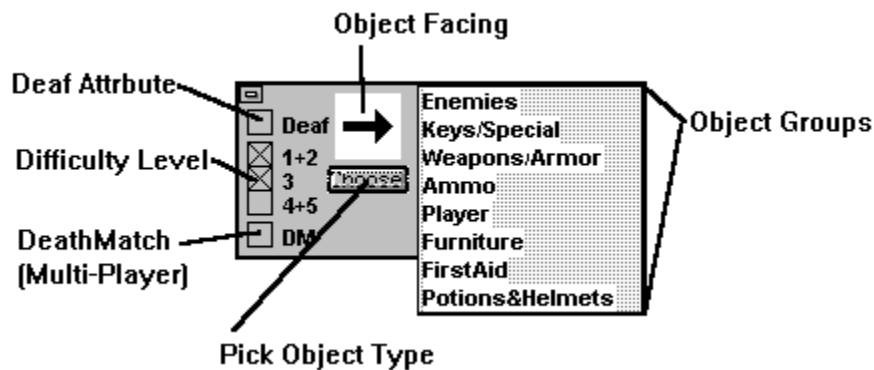 Object Facing
Deaf Attrbute
Deaf
Enemies
Keys/Special
Object Groups
Difficulty Level
1+2
Weapons/Armor
3
Choose
Ammo
4+5
Player
DeathMatch
(Multi-Player)
DM
Furniture
FirstAid
Potions&Helmets
Pick Object Type